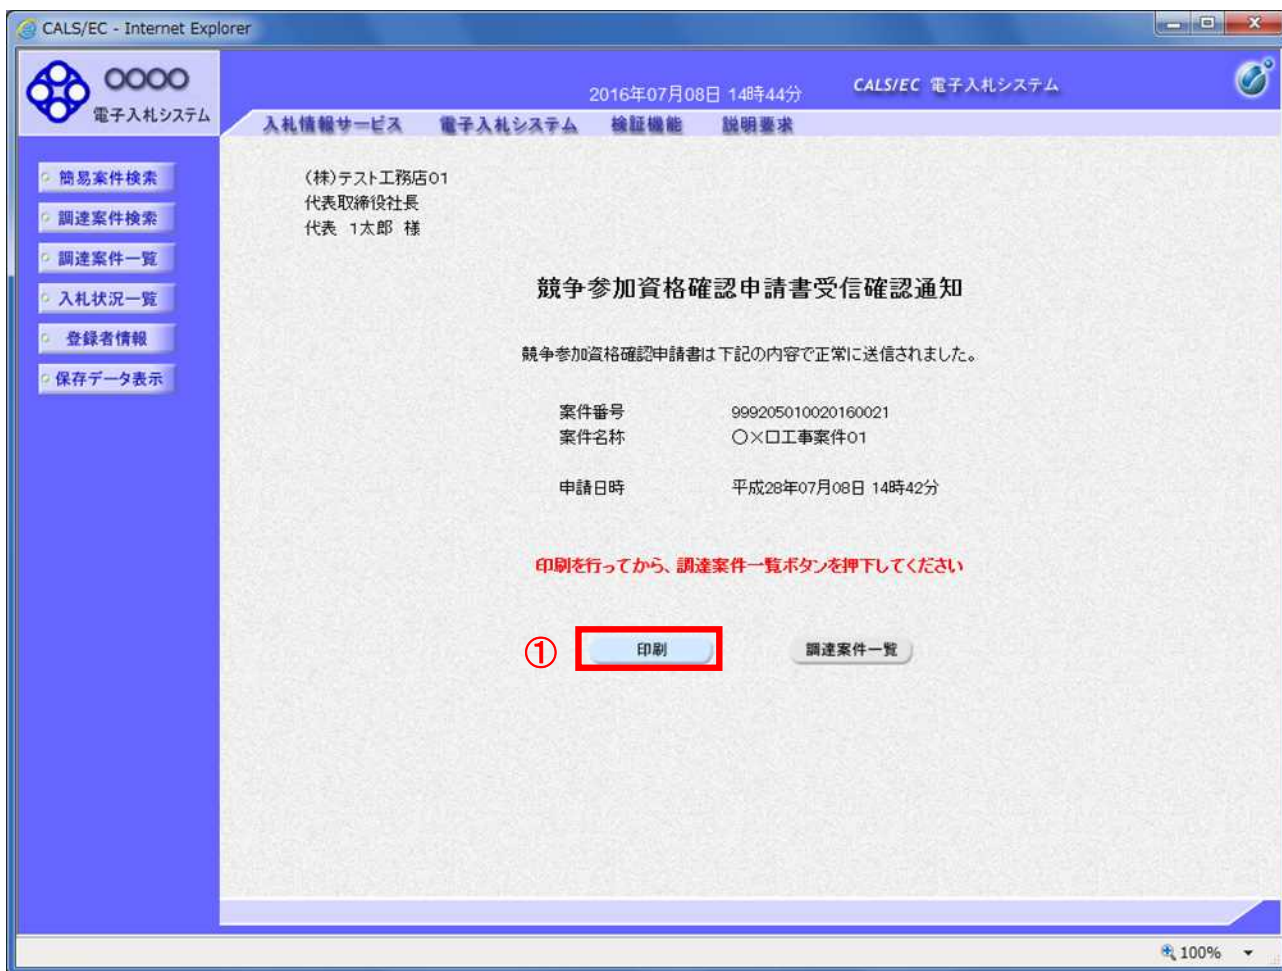 CALS/EC - Internet Explorer
○○○○
電子入札システム
2016年07月08日 14時44分
CALS/EC 電子入札システム
入札情報サービス 電子入札システム 検証機能 説明要求
簡易案件検索
調達案件検索
調達案件一覧
入札状況一覧
登録者情報
保存データ表示
(株)テスト工務店01
代表取締役社長
代表 1太郎 様
競争参加資格確認申請書受信確認通知
競争参加資格確認申請書は下記の内容で正常に送信されました。
案件番号 999205010020160021
案件名称 ○×口工事案件01
申請日時 平成28年07月08日 14時42分
印刷を行ってから、調達案件一覧ボタンを押下してください
① 印刷 調達案件一覧
100%